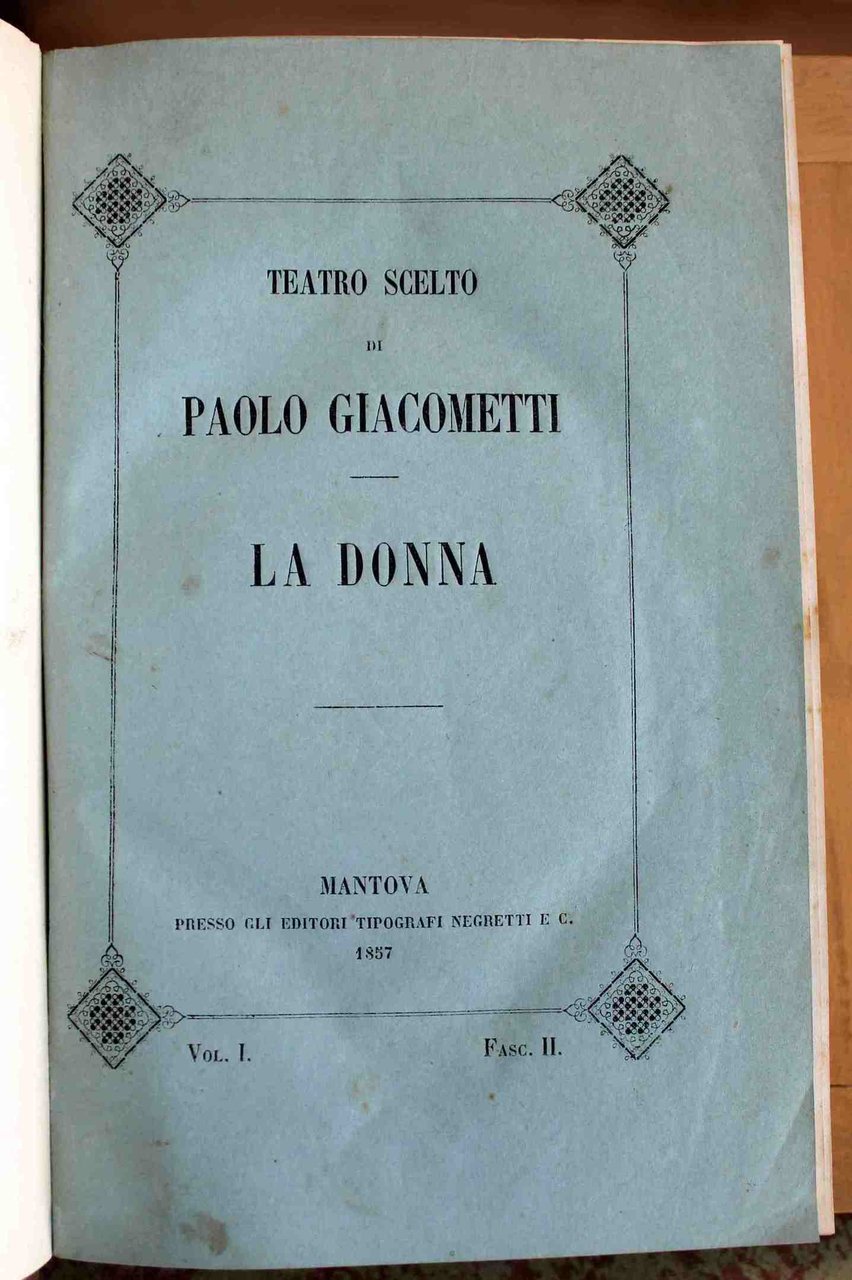 TEATRO SCELTO
DI
PAOLO GIACOMETTI
LA DONNA
MANTOVA
PRESSO GLI EDITORI TIPOGRAFI NEGRETTI E C.
1857
VOL. I. FASC. II.